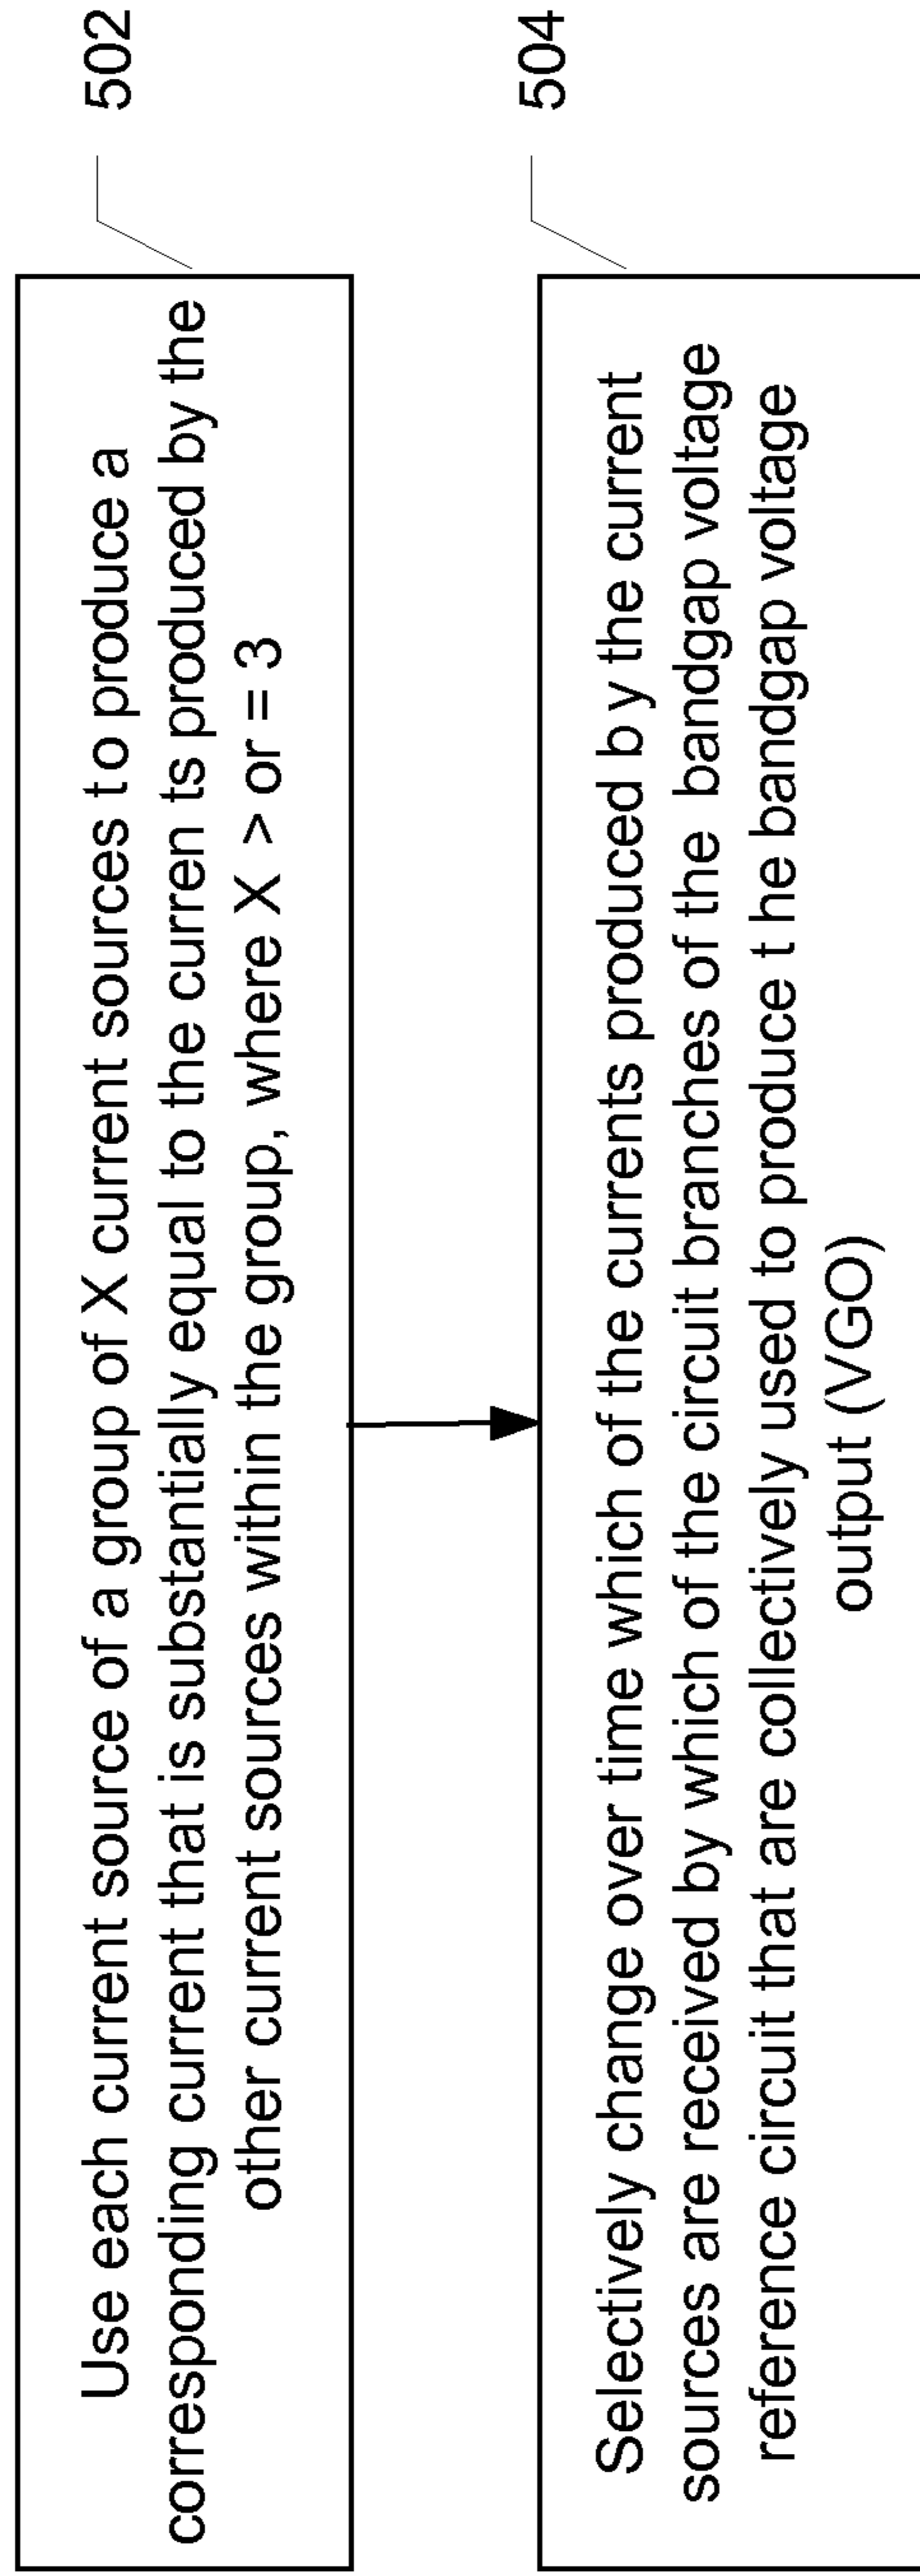 Use each current source of a group of X current sources to produce a
corresponding current that is substantially equal to the curren ts produced by the
other current sources within the group, where X > or = 3
502
Selectively change over time which of the currents produced by the current
sources are received by which of the circuit branches of the bandgap voltage
reference circuit that are collectively used to produce t he bandgap voltage
output (VGO)
504